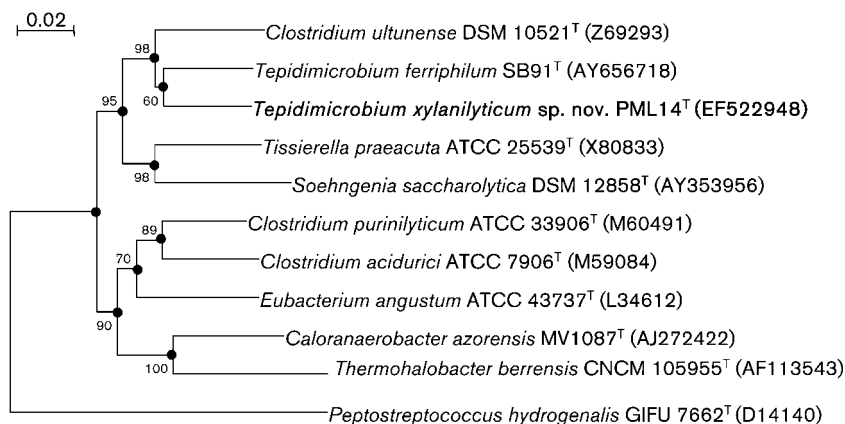 0.02
Clostridium ultunense DSM 10521ᵀ (Z69293)
98
Tepidimicrobium ferriphilum SB91ᵀ (AY656718)
60
Tepidimicrobium xylanilyticum sp. nov. PML14ᵀ (EF522948)
95
Tissierella praeacuta ATCC 25539ᵀ (X80833)
98
Soehngenia saccharolytica DSM 12858ᵀ (AY353956)
Clostridium purinilyticum ATCC 33906ᵀ (M60491)
89
Clostridium acidurici ATCC 7906ᵀ (M59084)
70
Eubacterium angustum ATCC 43737ᵀ (L34612)
90
Caloranaerobacter azorensis MV1087ᵀ (AJ272422)
100
Thermohalobacter berrensis CNCM 105955ᵀ (AF113543)
Peptostreptococcus hydrogenalis GIFU 7662ᵀ (D14140)